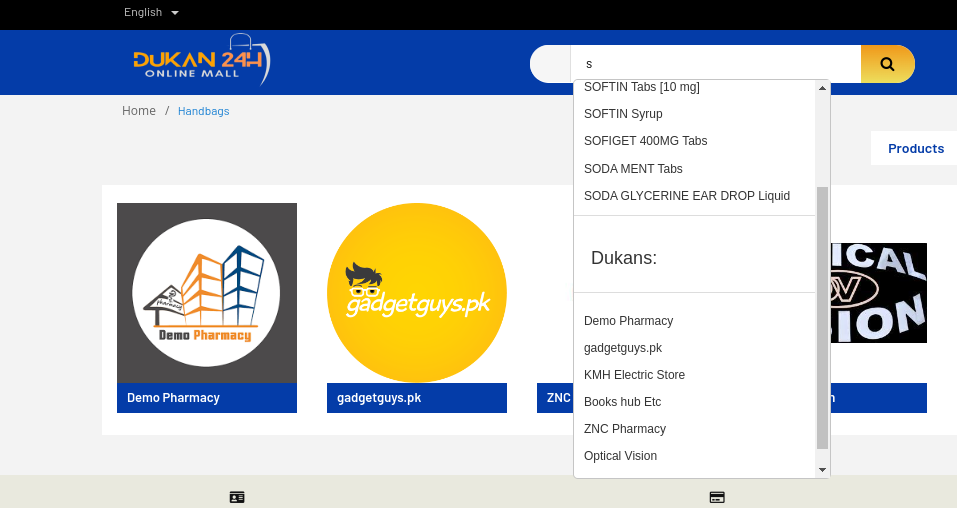 English
DUKAN 24H
ONLINE MALL
s
Home / Handbags
Products
SOFTIN Tabs [10 mg]
SOFTIN Syrup
SOFIGET 400MG Tabs
SODA MENT Tabs
SODA GLYCERINE EAR DROP Liquid
Dukans:
Demo Pharmacy
gadgetguys.pk
KMH Electric Store
Books hub Etc
ZNC Pharmacy
Optical Vision
Pharmacy
Demo Pharmacy
gadgetguys.pk
ICAL
OV
SION
Demo Pharmacy
gadgetguys.pk
ZNC
n